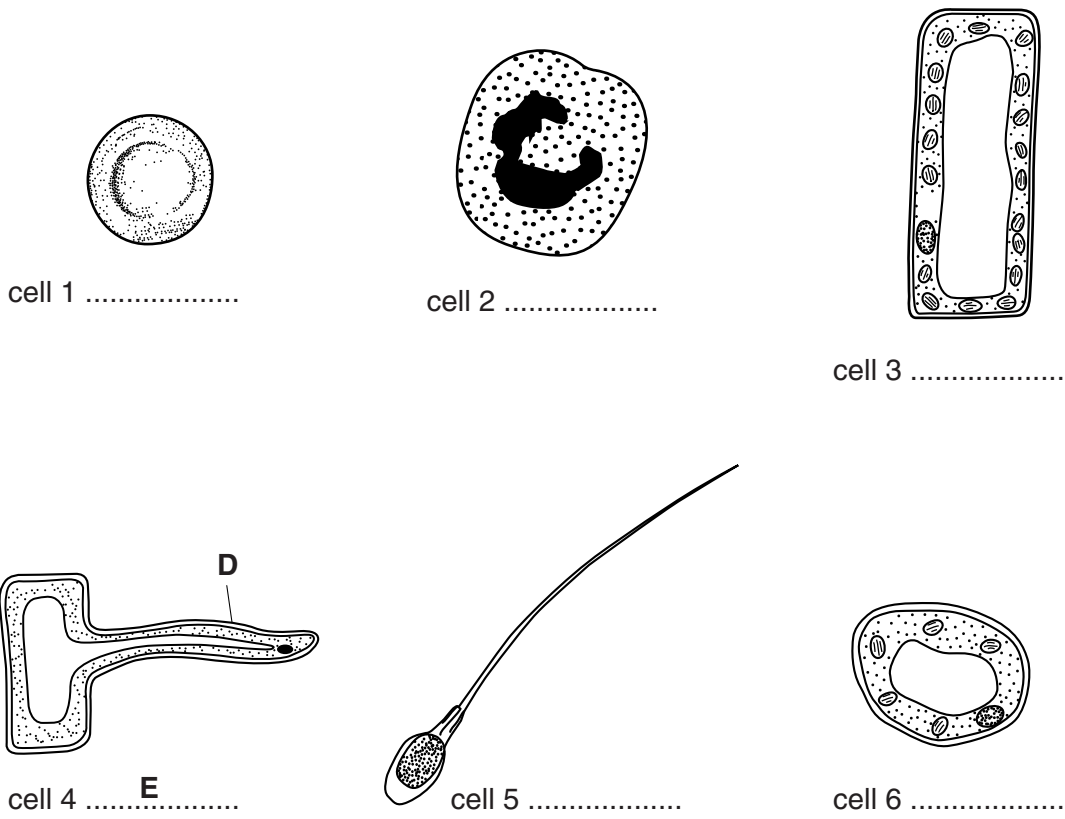 cell 1 ...................
cell 2 ...................
cell 3 ...................
D
cell 4 ........E..........
cell 5 ...................
cell 6 ...................